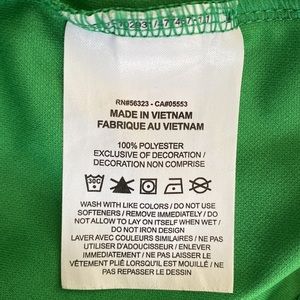 RN#56323 - CA#05553
MADE IN VIETNAM
FABRIQUE AU VIETNAM
100% POLYESTER
EXCLUSIVE OF DECORATION /
DECORATION NON COMPRISE
30C
WASH WITH LIKE COLORS / DO NOT USE
SOFTENERS / REMOVE IMMEDIATELY / DO
NOT ALLOW TO LAY ON ITSELF WHEN WET /
DO NOT IRON DESIGN
LAVER AVEC COULEURS SIMILAIRES / NE PAS
UTILISER D'ADOUCISSEUR / ENLEVER
IMMÉDIATEMENT / NE PAS LAISSER LE
VÊTEMENT PLIÉ LORSQU'IL EST MOUILLÉ / NE
PAS REPASSER LE DESSIN